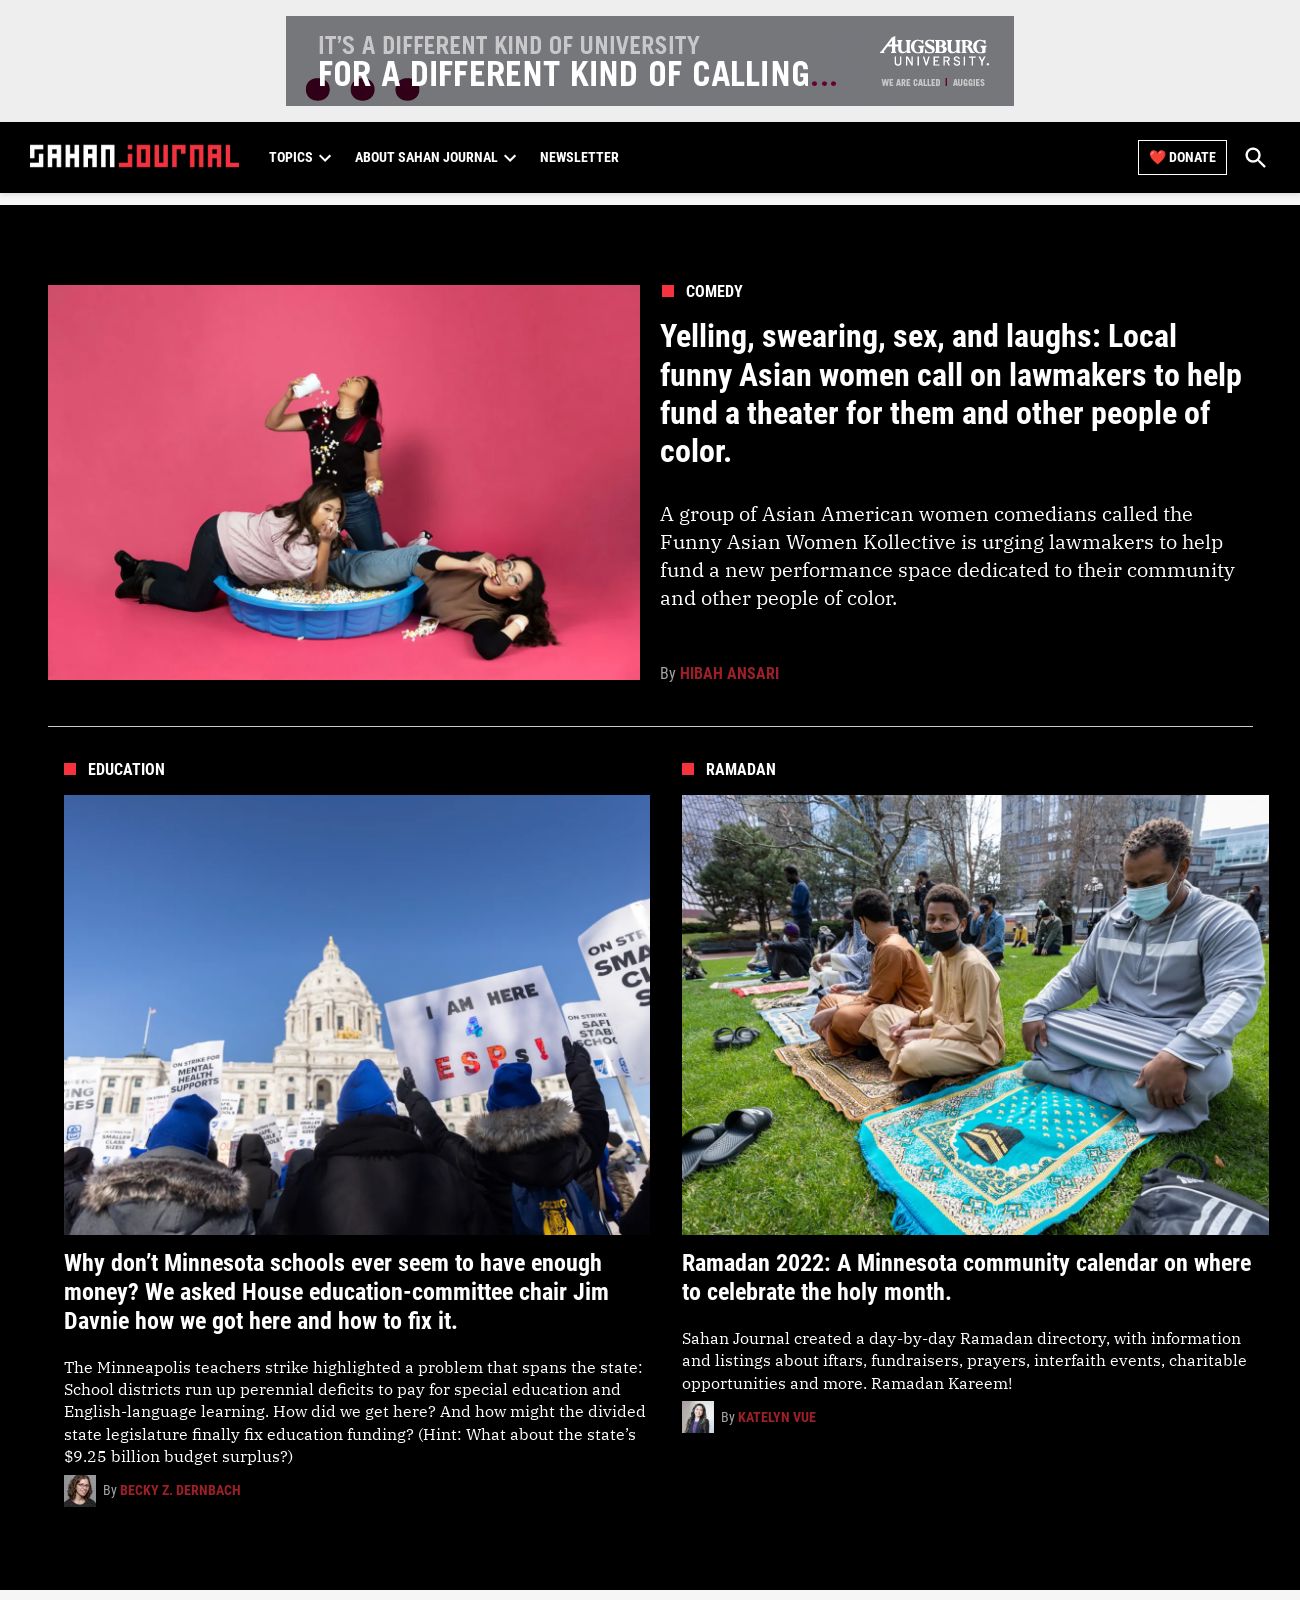 IT'S A DIFFERENT KIND OF UNIVERSITY
FOR A DIFFERENT KIND OF CALLING...
AUGSBURG
UNIVERSITY.
WE ARE CALLED | AUGGIES
SAHAN JOURNAL
TOPICS
ABOUT SAHAN JOURNAL
NEWSLETTER
❤️ DONATE
COMEDY
Yelling, swearing, sex, and laughs: Local
funny Asian women call on lawmakers to help
fund a theater for them and other people of
color.
A group of Asian American women comedians called the
Funny Asian Women Kollective is urging lawmakers to help
fund a new performance space dedicated to their community
and other people of color.
By HIBAH ANSARI
EDUCATION
ON STR
SMA
CL
S
I AM HERE
4
ESPs!
ON STRIKE
SAFE
STAB
SCHOO
ON STRIKE FOR
MENTAL
HEALTH
SUPPORTS
ING
GES
SMALLER
CLASS
SIZES
Why don’t Minnesota schools ever seem to have enough
money? We asked House education-committee chair Jim
Davnie how we got here and how to fix it.
The Minneapolis teachers strike highlighted a problem that spans the state:
School districts run up perennial deficits to pay for special education and
English-language learning. How did we get here? And how might the divided
state legislature finally fix education funding? (Hint: What about the state’s
$9.25 billion budget surplus?)
By BECKY Z. DERNBACH
RAMADAN
Ramadan 2022: A Minnesota community calendar on where
to celebrate the holy month.
Sahan Journal created a day-by-day Ramadan directory, with information
and listings about iftars, fundraisers, prayers, interfaith events, charitable
opportunities and more. Ramadan Kareem!
By KATELYN VUE